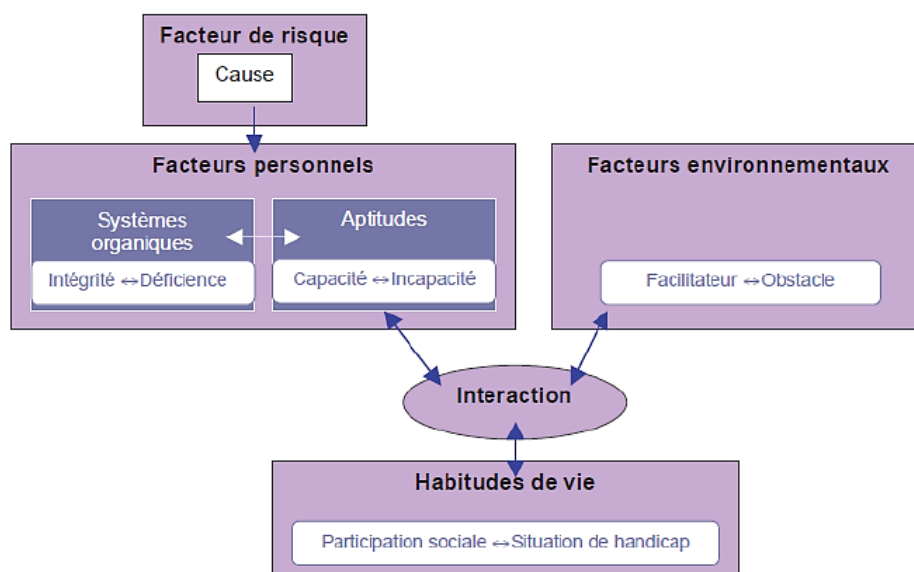 Facteur de risque
Cause
Facteurs personnels
Systèmes
organiques
Intégrité ↔Déficience
Aptitudes
Capacité ↔Incapacité
Facteurs environnementaux
Facilitateur ↔Obstacle
Interaction
Habitudes de vie
Participation sociale ↔Situation de handicap